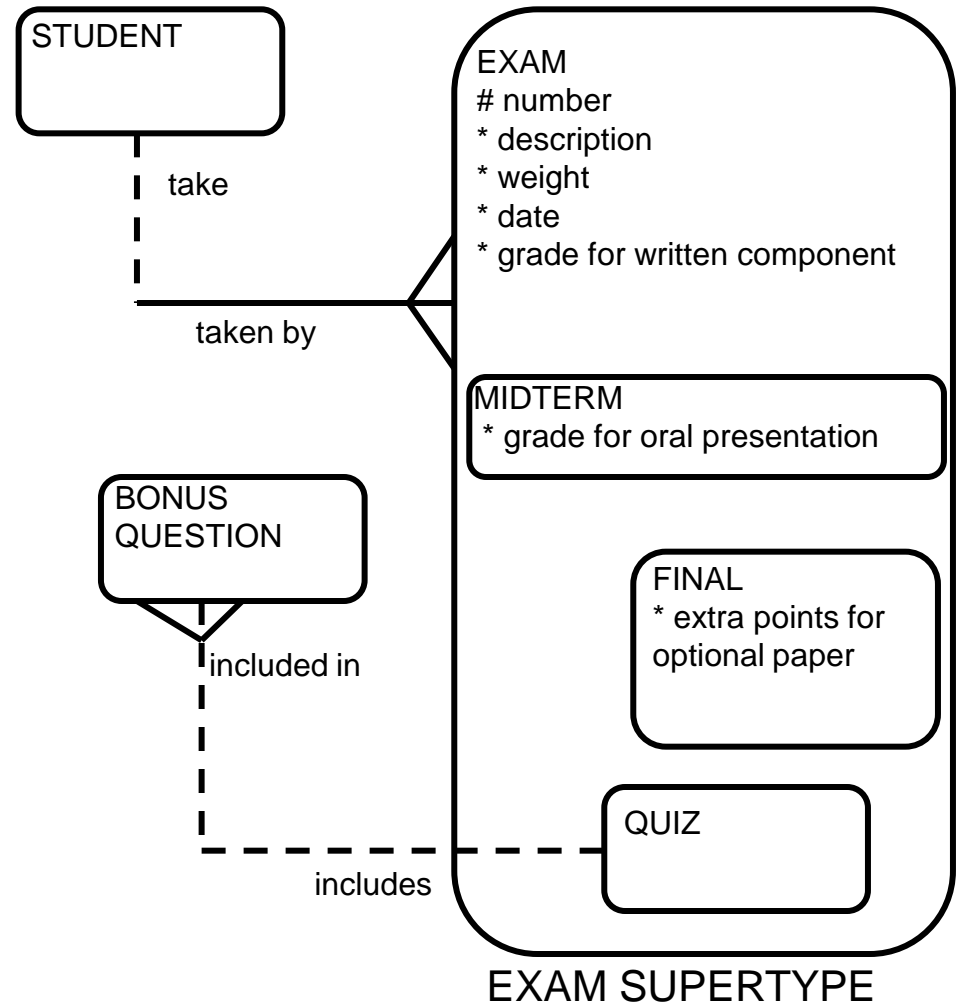 STUDENT
take
taken by
EXAM
# number
* description
* weight
* date
* grade for written component
MIDTERM
* grade for oral presentation
BONUS
QUESTION
included in
includes
FINAL
* extra points for
optional paper
QUIZ
EXAM SUPERTYPE